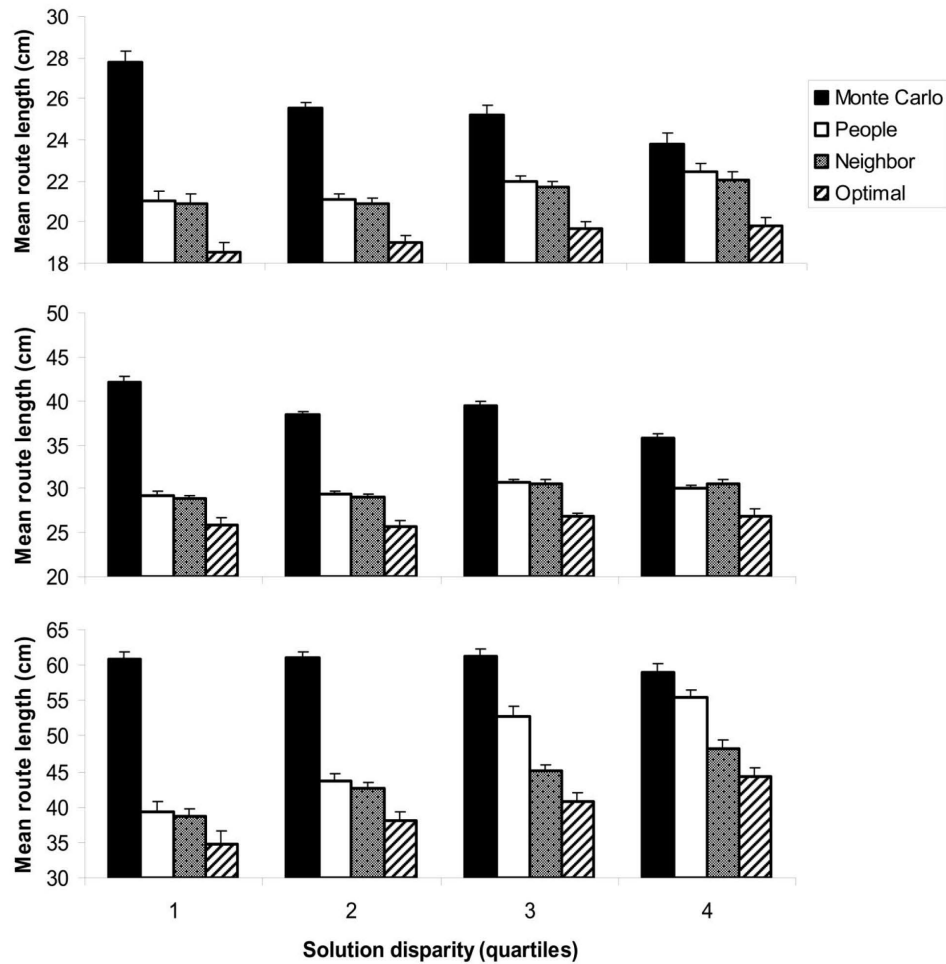 30
28
26
24
22
20
18
Mean route length (cm)
Monte Carlo
People
Neighbor
Optimal
50
45
40
35
30
25
20
Mean route length (cm)
65
60
55
50
45
40
35
30
Mean route length (cm)
1 2 3 4
Solution disparity (quartiles)